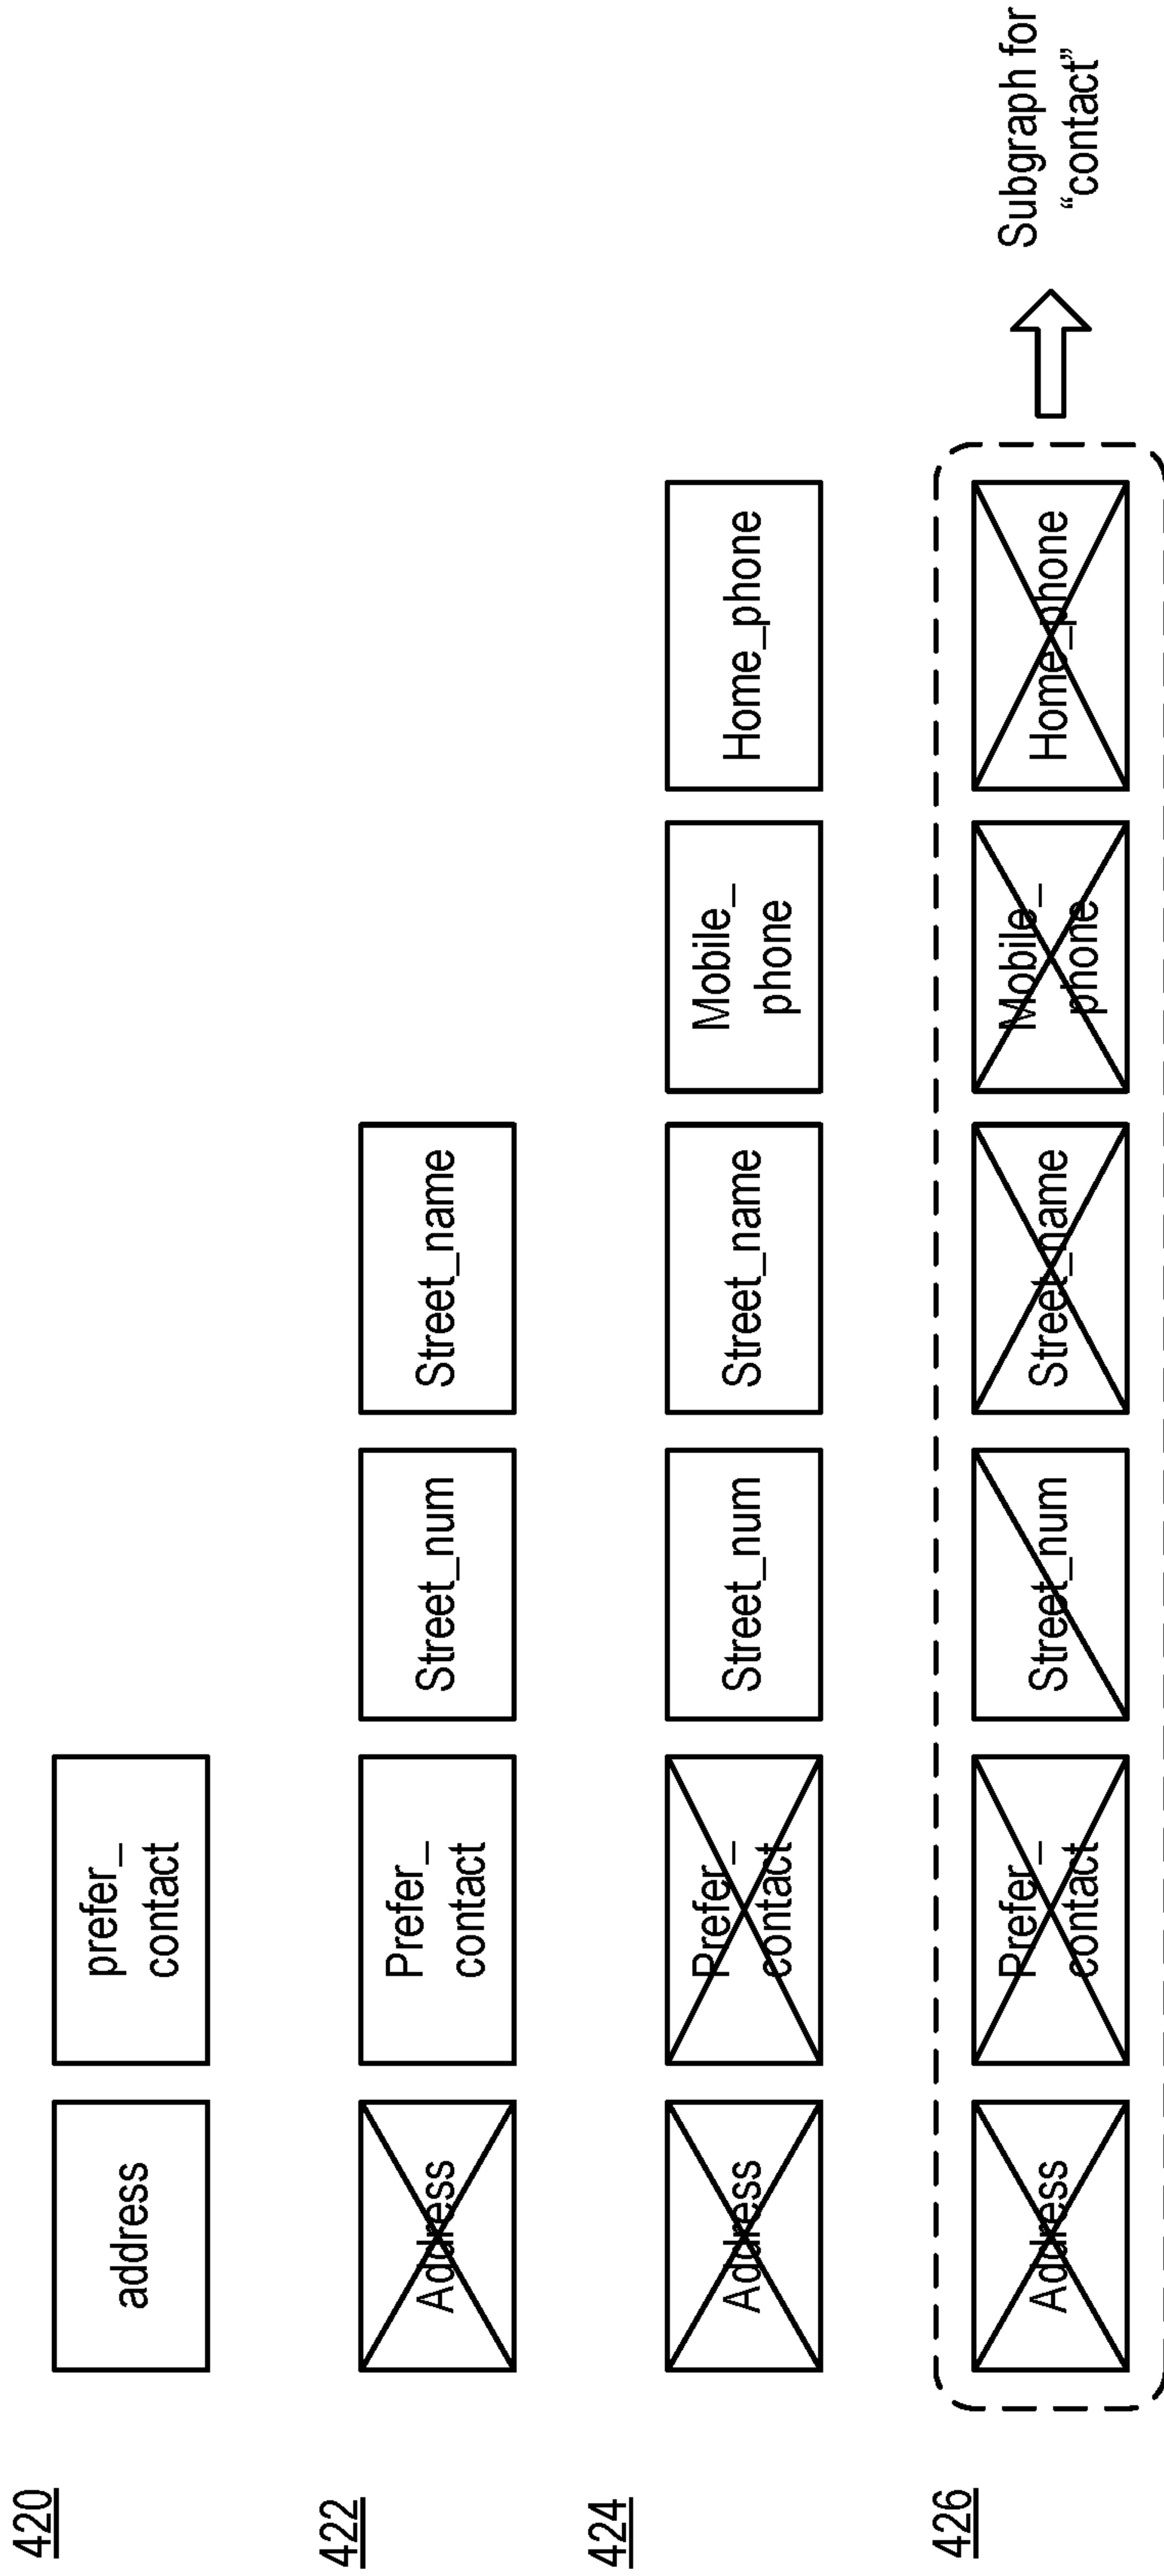 420
address
prefer_
contact
422
Address
Prefer_
contact
Street_num
Street_name
424
Address
Prefer_
contact
Street_num
Street_name
Mobile_
phone
Home_phone
426
Address
Prefer_
contact
Street_num
Street_name
Mobile_
phone
Home_phone
Subgraph for
“contact”